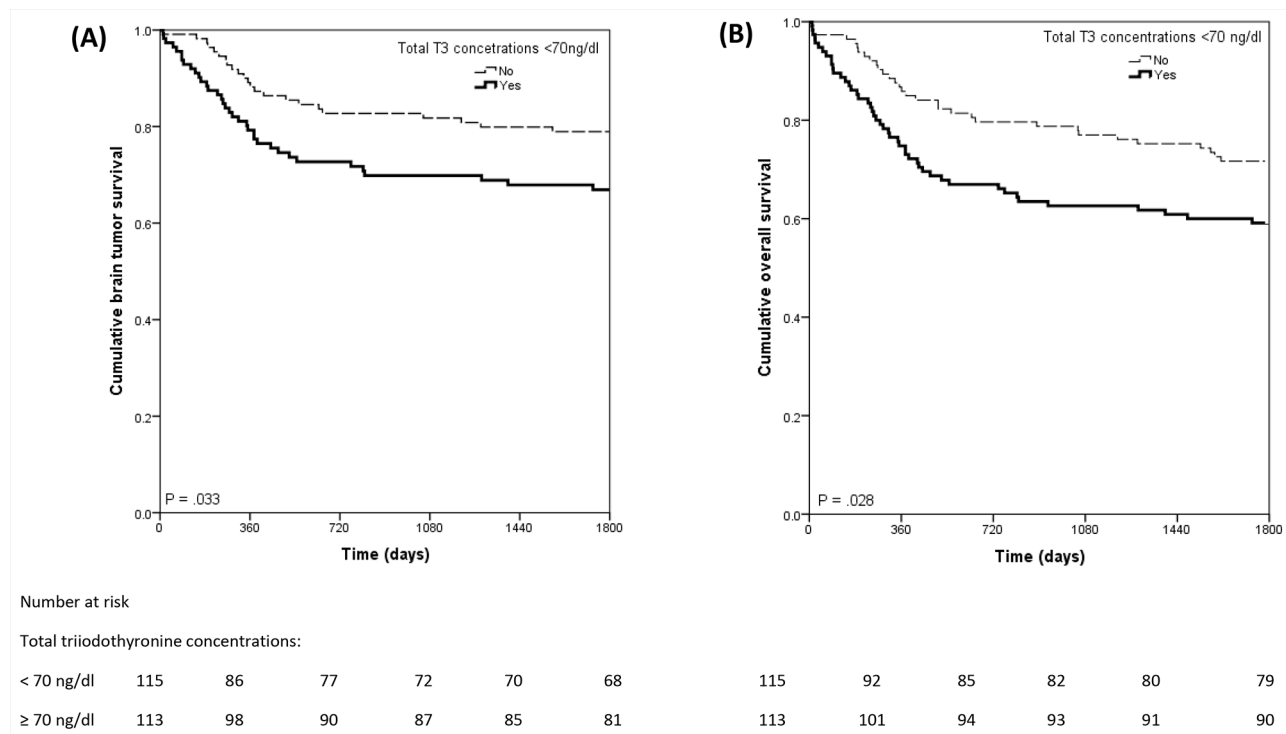 (A)
Total T3 concetrations <70ng/dl
No
Yes
Cumulative brain tumor survival
1.0
0.8
0.6
0.4
0.2
0.0
P = .033
0 360 720 1080 1440 1800
Time (days)
(B)
Total T3 concentrations <70 ng/dl
No
Yes
Cumulative overall survival
1.0
0.8
0.6
0.4
0.2
0.0
P = .028
0 360 720 1080 1440 1800
Time (days)
Number at risk
Total triiodothyronine concentrations:
< 70 ng/dl 115 86 77 72 70 68 115 92 85 82 80 79
≥ 70 ng/dl 113 98 90 87 85 81 113 101 94 93 91 90